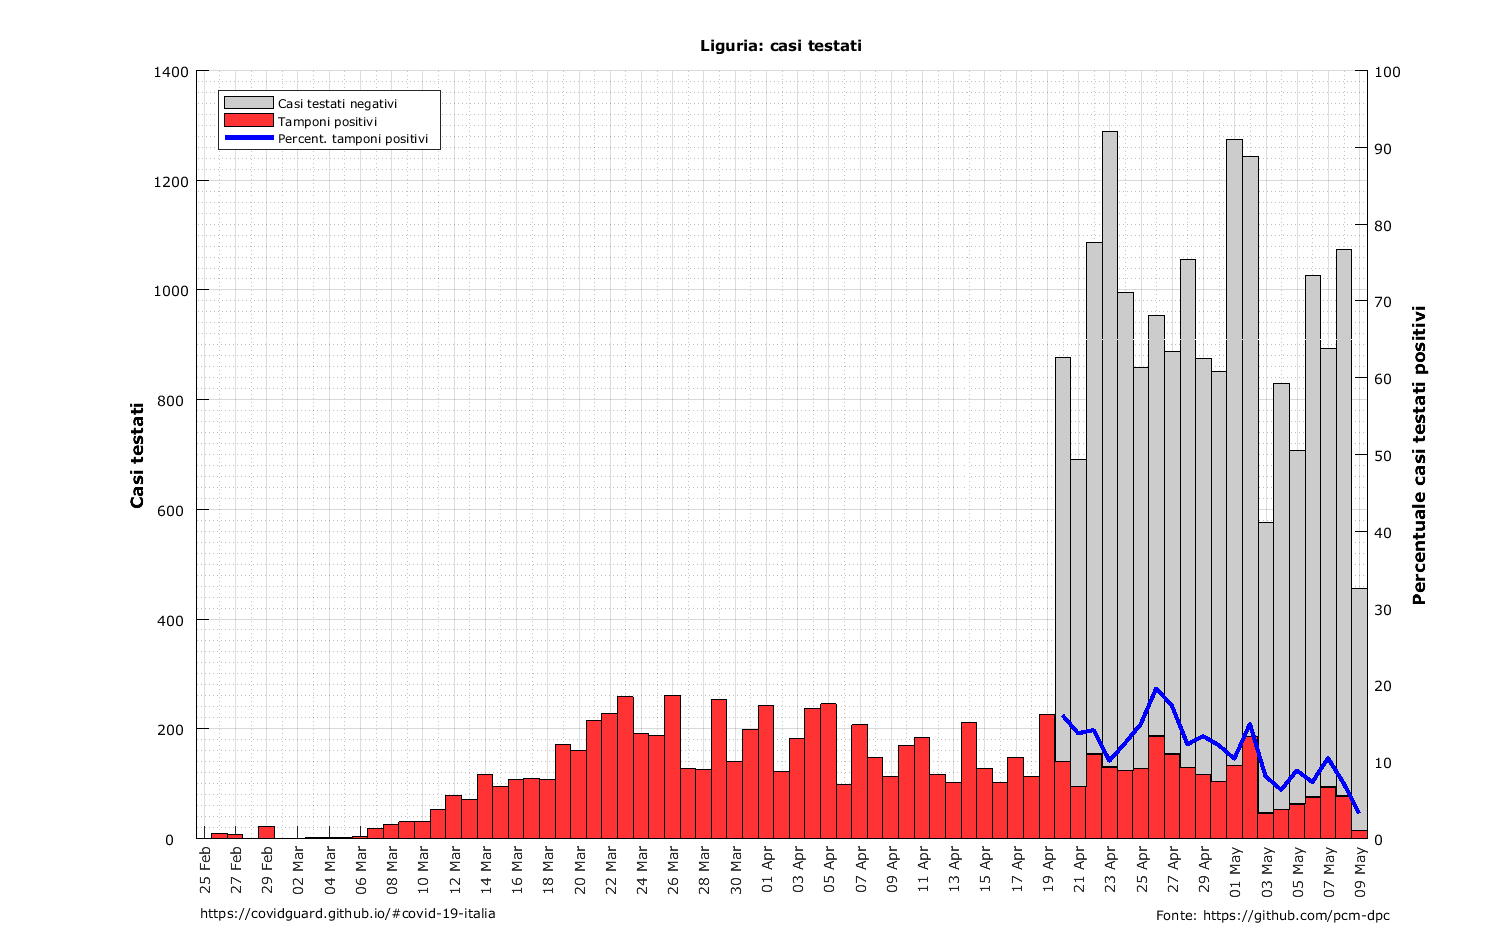 Liguria: casi testati
1400
1200
1000
800
600
400
200
0
100
90
80
70
60
50
40
30
20
10
0
Casi testati negativi
Tamponi positivi
Percent. tamponi positivi
Casi testati
Percentuale casi testati positivi
25 Feb
27 Feb
29 Feb
02 Mar
04 Mar
06 Mar
08 Mar
10 Mar
12 Mar
14 Mar
16 Mar
18 Mar
20 Mar
22 Mar
24 Mar
26 Mar
28 Mar
30 Mar
01 Apr
03 Apr
05 Apr
07 Apr
09 Apr
11 Apr
13 Apr
15 Apr
17 Apr
19 Apr
21 Apr
23 Apr
25 Apr
27 Apr
29 Apr
01 May
03 May
05 May
07 May
09 May
https://covidguard.github.io/#covid-19-italia
Fonte: https://github.com/pcm-dpc